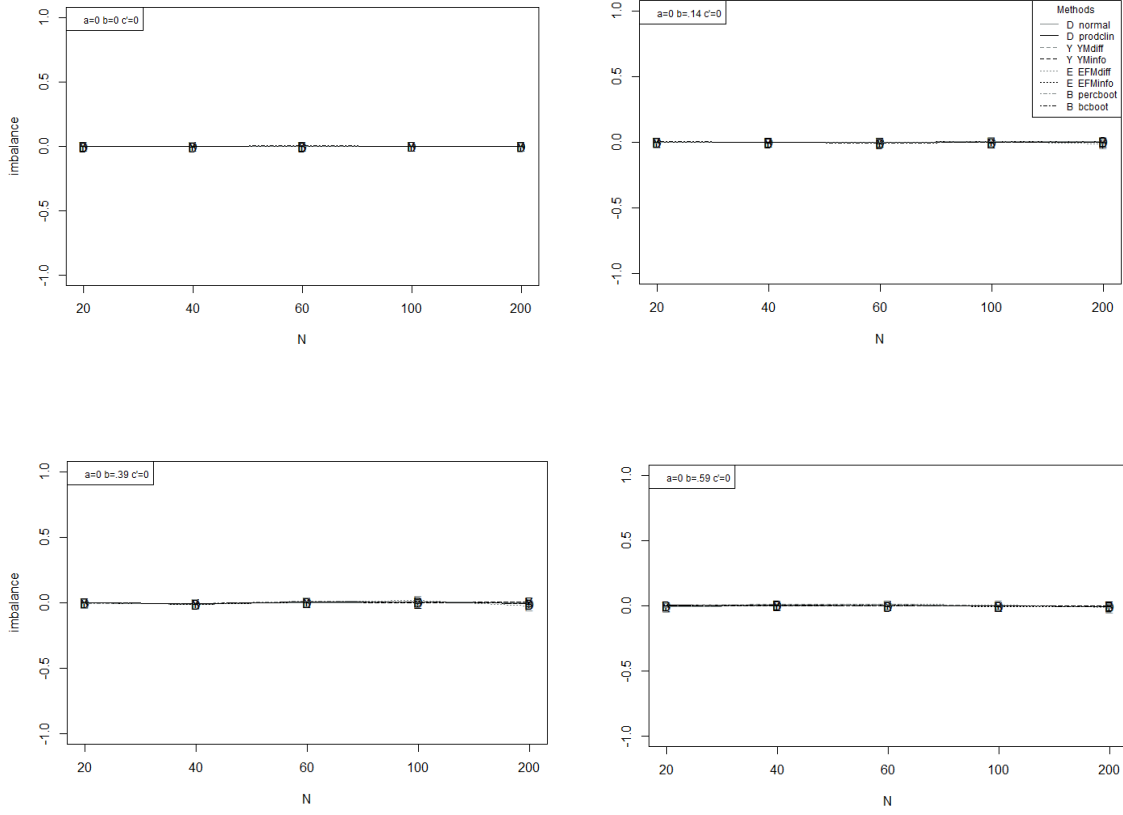 a=0 b=0 c'=0
imbalance
1.0
0.5
0.0
-0.5
-1.0
20 40 60 100 200
N
a=0 b=.14 c'=0
Methods
D normal
D prodclin
Y YMdiff
Y YMinfo
E EFMdiff
E EFMinfo
B percboot
B bcboot
1.0
0.5
0.0
-0.5
-1.0
20 40 60 100 200
N
a=0 b=.39 c'=0
imbalance
1.0
0.5
0.0
-0.5
-1.0
20 40 60 100 200
N
a=0 b=.59 c'=0
1.0
0.5
0.0
-0.5
-1.0
20 40 60 100 200
N